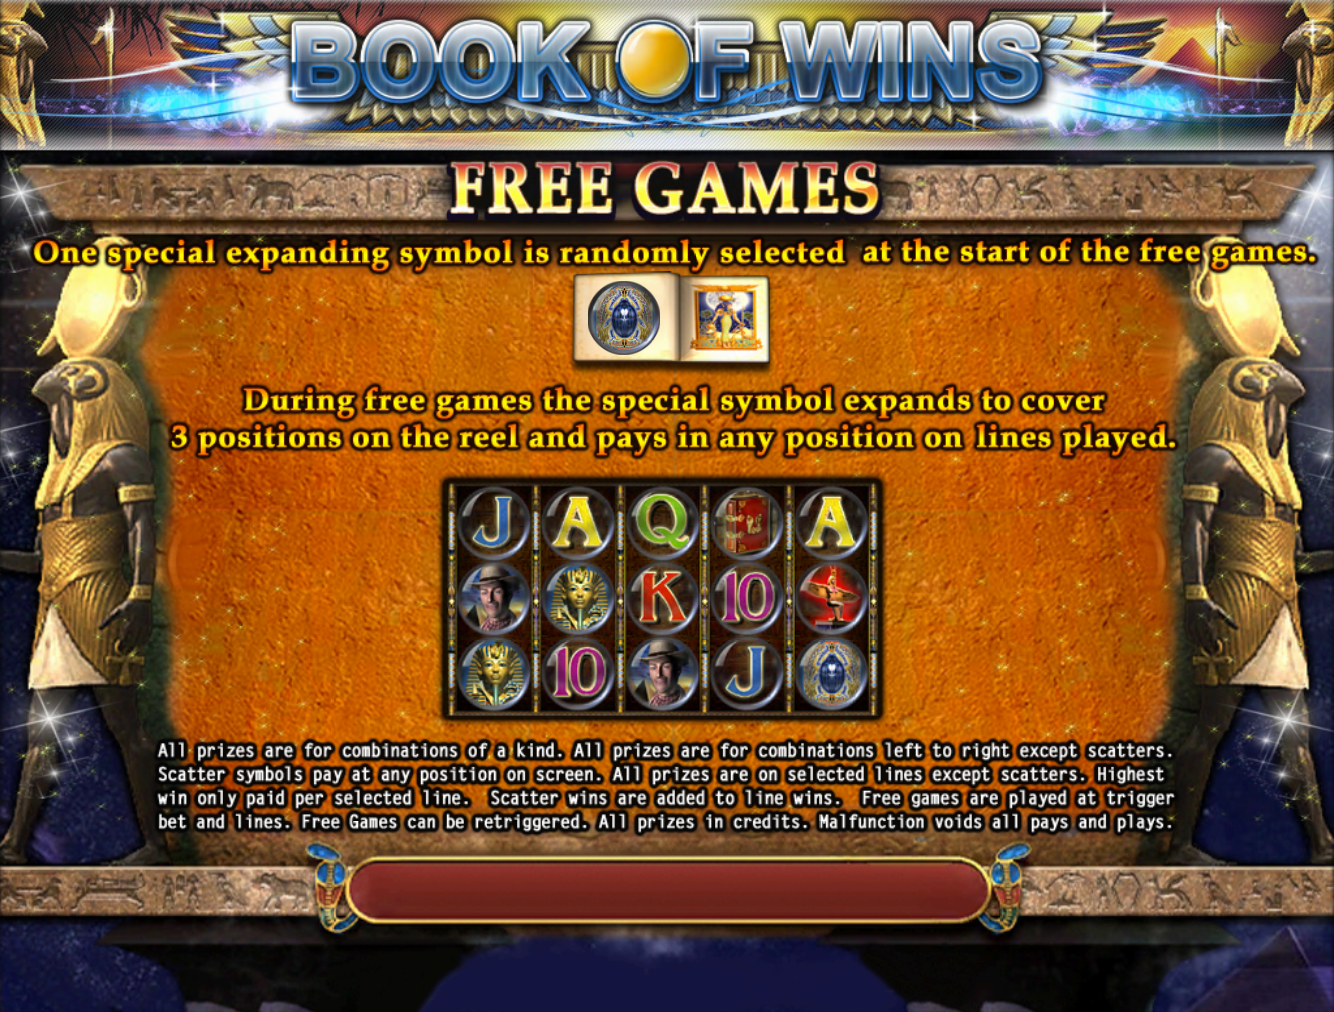 BOOK OF WINS
FREE GAMES
One special expanding symbol is randomly selected at the start of the free games.
During free games the special symbol expands to cover
3 positions on the reel and pays in any position on lines played.
J A Q A
K 10
10 J
All prizes are for combinations of a kind. All prizes are for combinations left to right except scatters.
Scatter symbols pay at any position on screen. All prizes are on selected lines except scatters. Highest
win only paid per selected line. Scatter wins are added to line wins. Free games are played at trigger
bet and lines. Free Games can be retriggered. All prizes in credits. Malfunction voids all pays and plays.